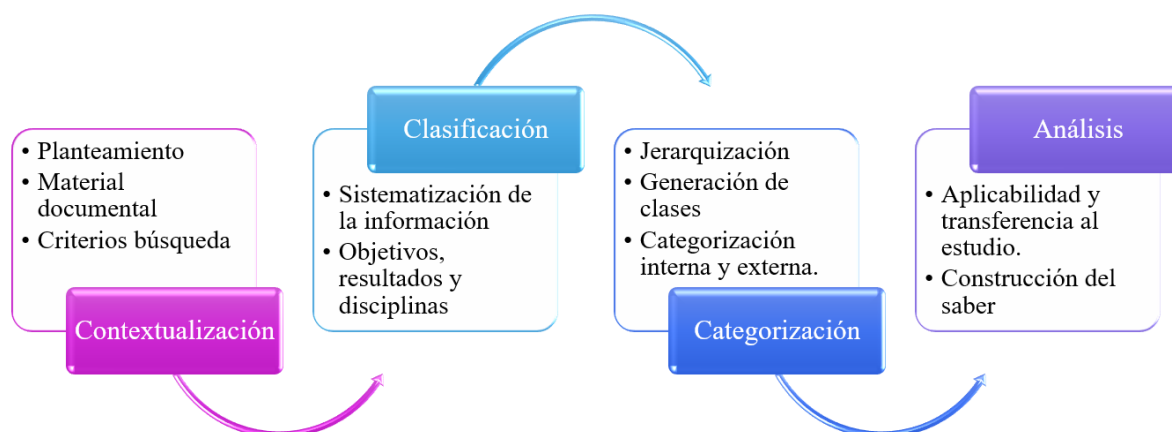 • Planteamiento
• Material
documental
• Criterios búsqueda
Contextualización
Clasificación
• Sistematización de
la información
• Objetivos,
resultados y
disciplinas
• Jerarquización
• Generación de
clases
• Categorización
interna y externa.
Categorización
Análisis
• Aplicabilidad y
transferencia al
estudio.
• Construcción del
saber